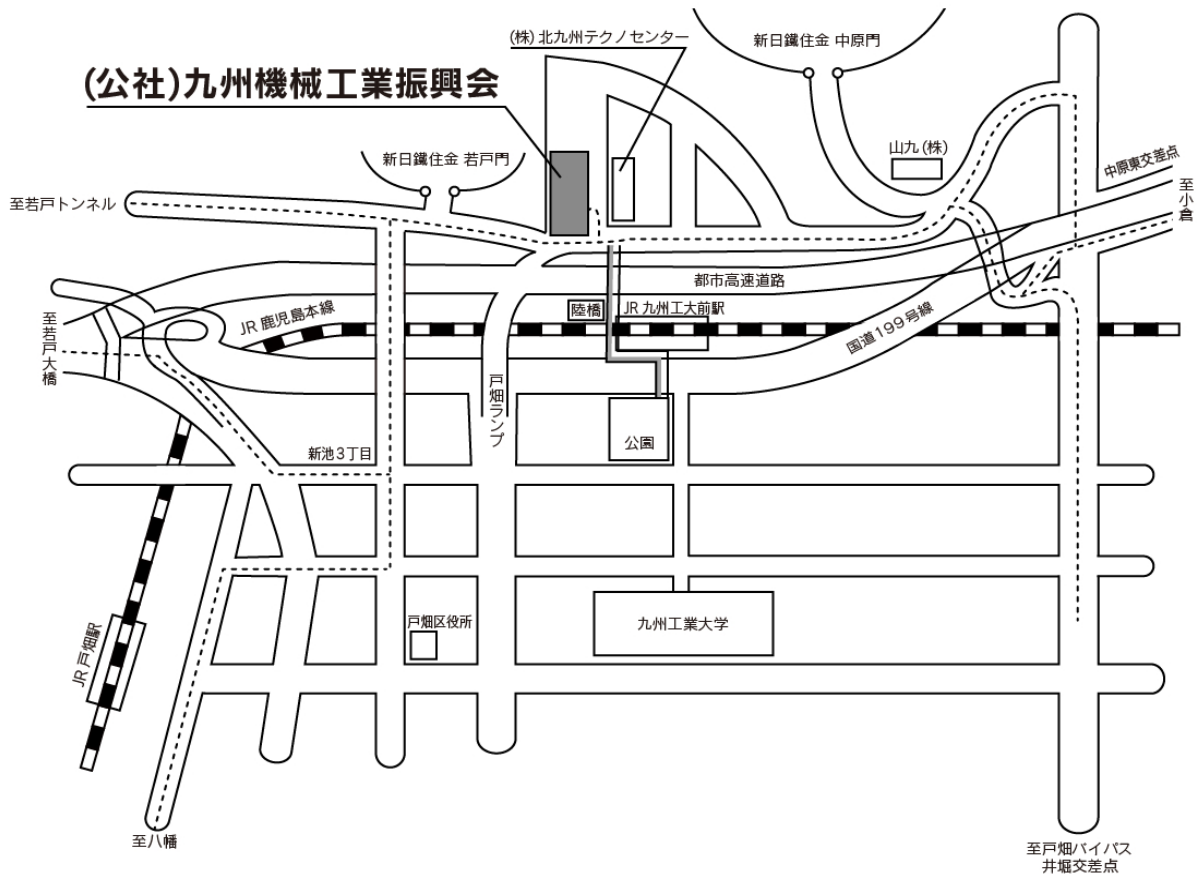 (株)北九州テクノセンター
新日鐵住金 中原門
(公社)九州機械工業振興会
新日鐵住金 若戸門
山九(株)
中原東交差点
至小倉
至若戸トンネル
都市高速道路
陸橋
JR 九州工大前駅
JR 鹿児島本線
国道199号線
至若戸大橋
戸畑ランプ
公園
新池3丁目
戸畑区役所
九州工業大学
JR 戸畑駅
至八幡
至戸畑バイパス
井堀交差点